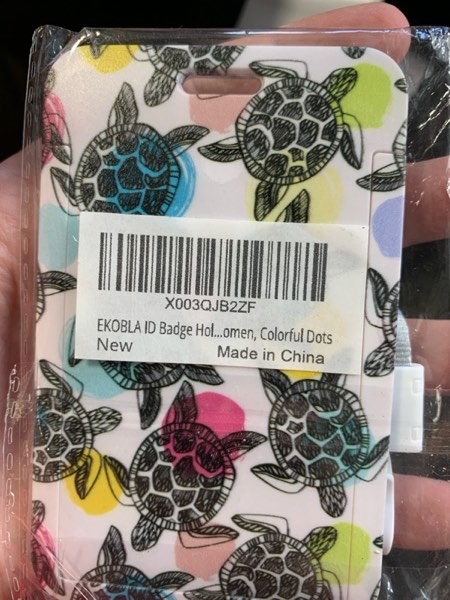 X003QJB2ZF
EKOBLA ID Badge Hol...omen, Colorful Dots
New Made in China